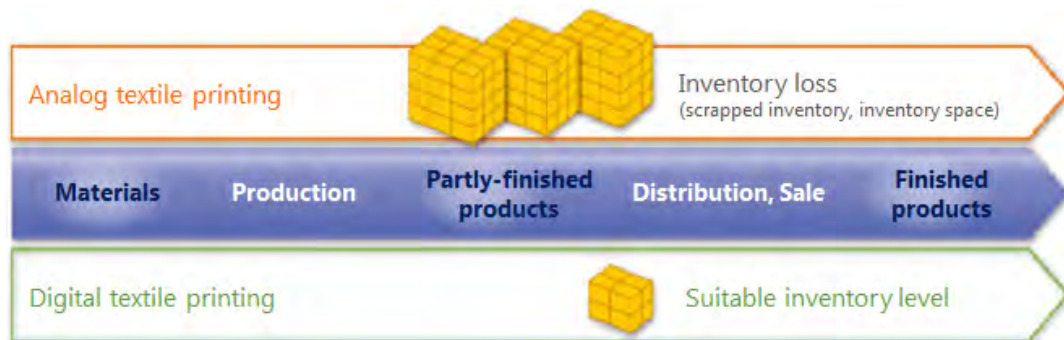 Analog textile printing
Inventory loss
(scrapped inventory, inventory space)
Materials
Production
Partly-finished
products
Distribution, Sale
Finished
products
Digital textile printing
Suitable inventory level